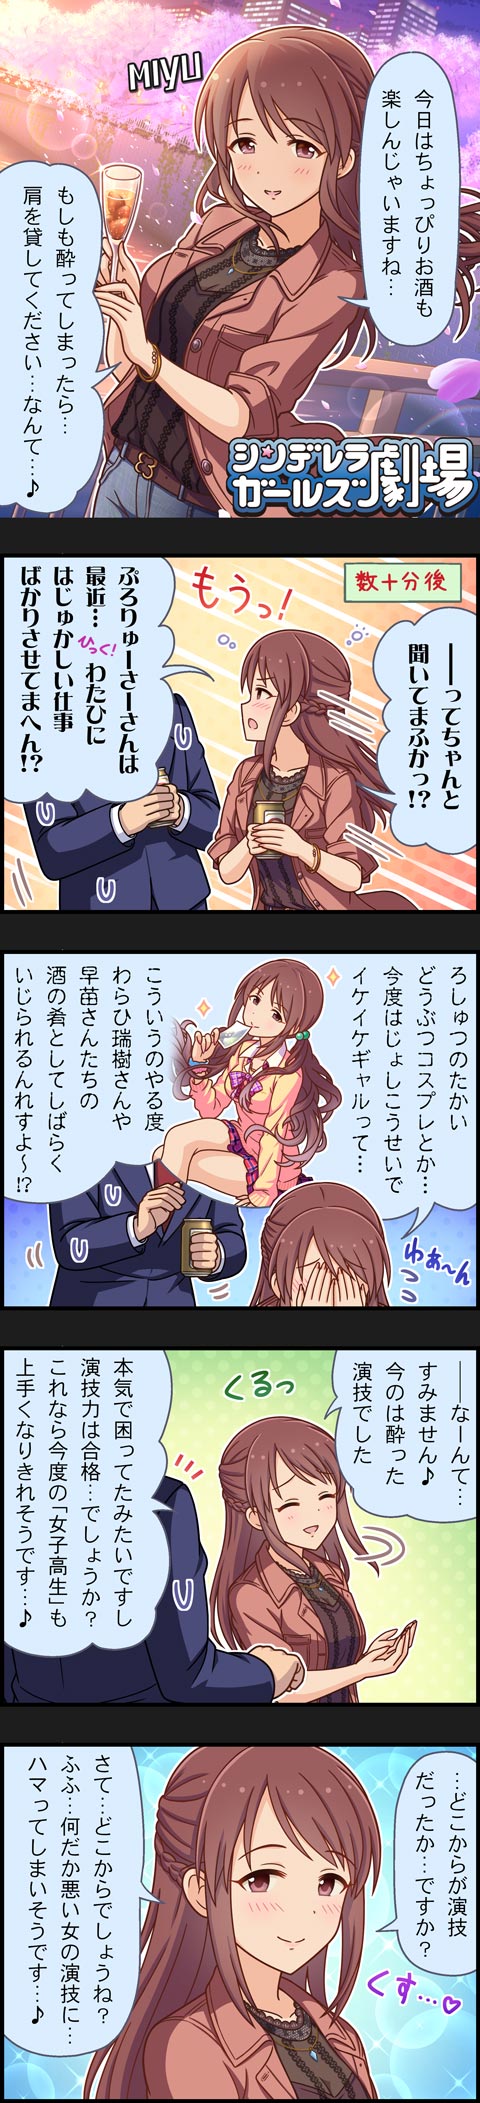 MIYU
今日はちょっぴりお酒も
楽しんじゃいますね…
もしも酔ってしまったら…
肩を貸してください…なんて…♪
シンデレラ
ガールズ劇場
数十分後
――ってちゃんと
聞いてまふかっ!?
もうっ!
ぷろりゅーさーさんは
最近…わたひに
ひっく!
はじゅかしい仕事
ばかりさせてまへん!?
ろしゅつのたかい
どうぶつコスプレとか…
今度はじょしこうせいで
イケイケギャルって…
こういうのやる度
わらひ瑞樹さんや
早苗さんたちの
酒の肴としてしばらく
いじられるんれすよ～!?
わぁ～ん
――なーんて…
すみません♪
今のは酔った
演技でした
くるっ
本気で困ってたみたいですし
演技力は合格…でしょうか?
これなら今度の「女子高生」も
上手くなりきれそうです…♪
…どこからが演技
だったか…ですか?
くす…♡
さて…どこからでしょうね?
ふふ…何だか悪い女の演技に…
ハマってしまいそうです…♪